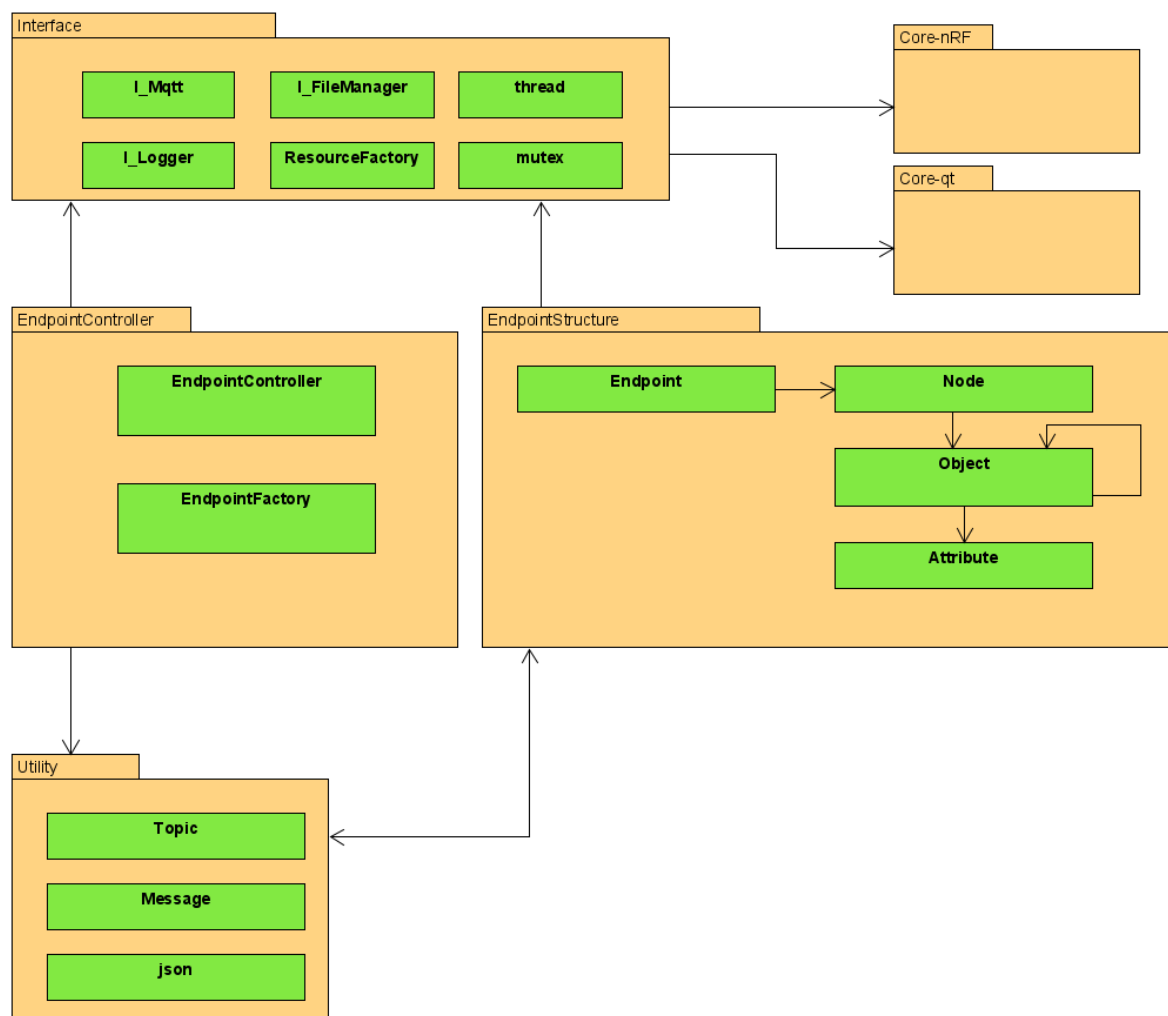 Interface
I_Mqtt
I_FileManager
thread
I_Logger
ResourceFactory
mutex
Core-nRF
Core-qt
EndpointController
EndpointController
EndpointFactory
EndpointStructure
Endpoint
Node
Object
Attribute
Utility
Topic
Message
json